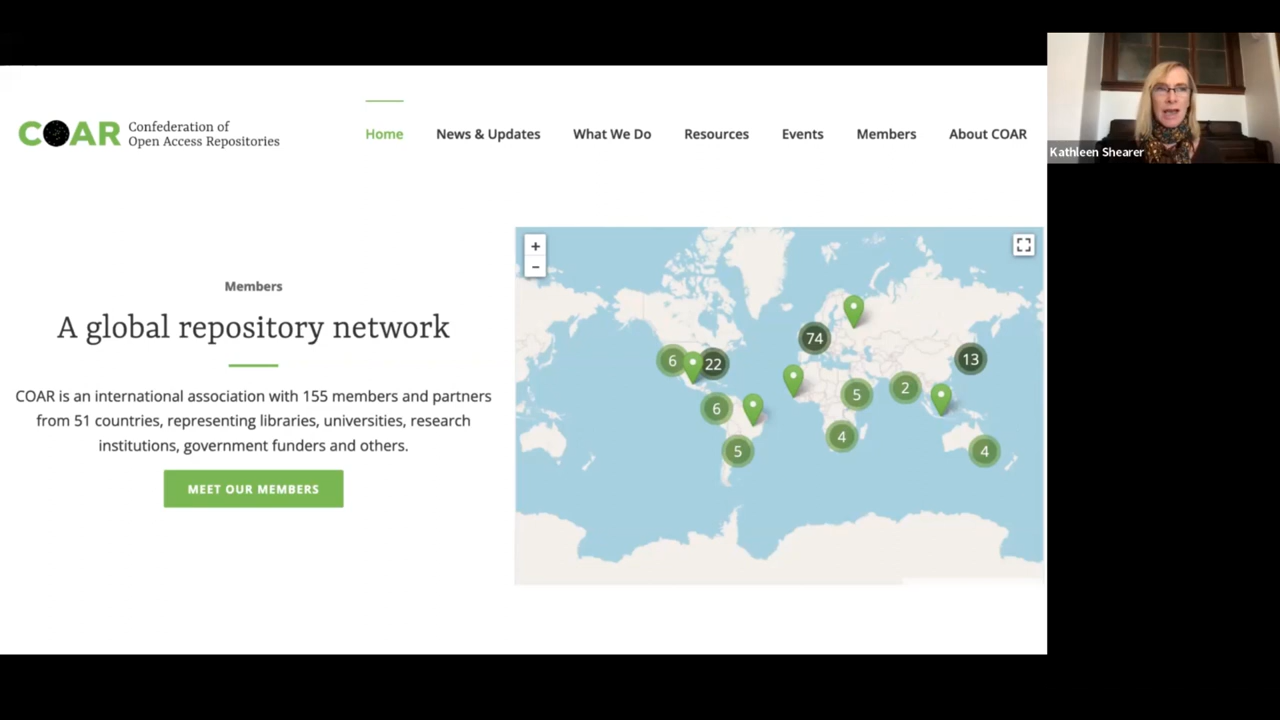 COAR
Confederation of
Open Access Repositories
Home
News & Updates
What We Do
Resources
Events
Members
About COAR
Kathleen Shearer
Members
A global repository network
COAR is an international association with 155 members and partners
from 51 countries, representing libraries, universities, research
institutions, government funders and others.
MEET OUR MEMBERS
+
−
74
6
22
13
5
2
6
4
5
4